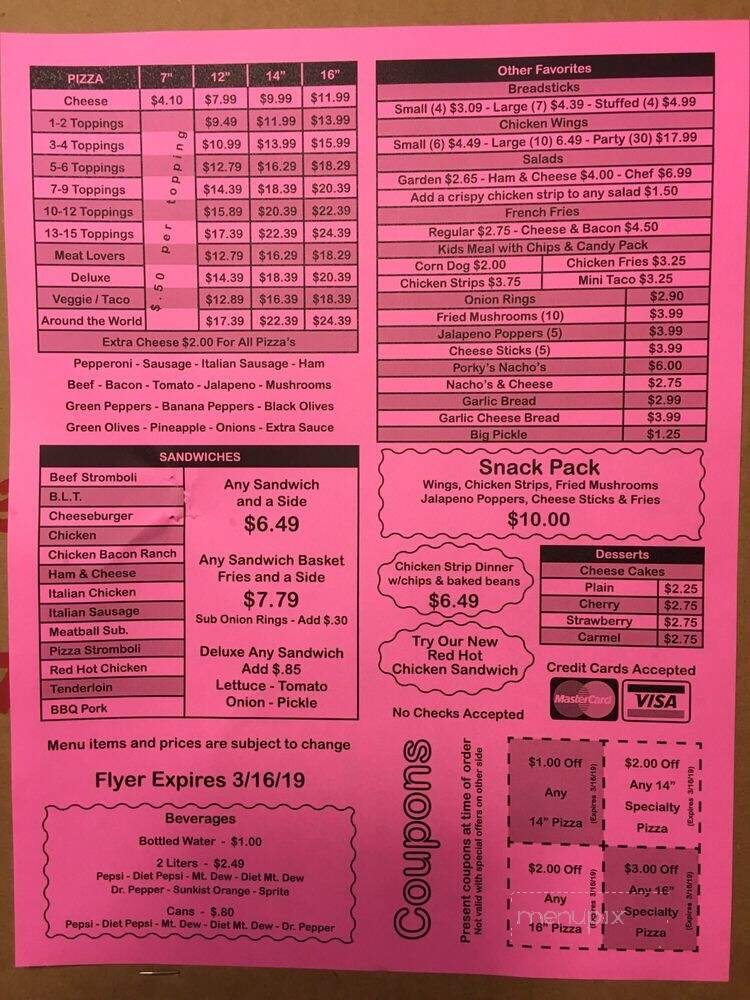 PIZZA 7" 12" 14" 16"
Cheese $4.10 $7.99 $9.99 $11.99
1-2 Toppings $9.49 $11.99 $13.99
3-4 Toppings $10.99 $13.99 $15.99
5-6 Toppings $12.79 $16.29 $18.29
7-9 Toppings $14.39 $18.39 $20.39
10-12 Toppings $15.89 $20.39 $22.39
13-15 Toppings $17.39 $22.39 $24.39
Meat Lovers $12.79 $16.29 $18.29
Deluxe $14.39 $18.39 $20.39
Veggie / Taco $12.89 $16.39 $18.39
Around the World $17.39 $22.39 $24.39
$.50 per topping
Extra Cheese $2.00 For All Pizza's
Pepperoni - Sausage - Italian Sausage - Ham
Beef - Bacon - Tomato - Jalapeno - Mushrooms
Green Peppers - Banana Peppers - Black Olives
Green Olives - Pineapple - Onions - Extra Sauce
SANDWICHES
Beef Stromboli
B.L.T.
Cheeseburger
Chicken
Chicken Bacon Ranch
Ham & Cheese
Italian Chicken
Italian Sausage
Meatball Sub.
Pizza Stromboli
Red Hot Chicken
Tenderloin
BBQ Pork
Any Sandwich
and a Side
$6.49
Any Sandwich Basket
Fries and a Side
$7.79
Sub Onion Rings - Add $.30
Deluxe Any Sandwich
Add $.85
Lettuce - Tomato
Onion - Pickle
Menu items and prices are subject to change
Flyer Expires 3/16/19
Beverages
Bottled Water - $1.00
2 Liters - $2.49
Pepsi - Diet Pepsi - Mt. Dew - Diet Mt. Dew
Dr. Pepper - Sunkist Orange - Sprite
Cans - $.80
Pepsi - Diet Pepsi - Mt. Dew - Diet Mt. Dew - Dr. Pepper
Other Favorites
Breadsticks
Small (4) $3.09 - Large (7) $4.39 - Stuffed (4) $4.99
Chicken Wings
Small (6) $4.49 - Large (10) 6.49 - Party (30) $17.99
Salads
Garden $2.65 - Ham & Cheese $4.00 - Chef $6.99
Add a crispy chicken strip to any salad $1.50
French Fries
Regular $2.75 - Cheese & Bacon $4.50
Kids Meal with Chips & Candy Pack
Corn Dog $2.00 Chicken Fries $3.25
Chicken Strips $3.75 Mini Taco $3.25
Onion Rings $2.90
Fried Mushrooms (10) $3.99
Jalapeno Poppers (5) $3.99
Cheese Sticks (5) $3.99
Porky's Nacho's $6.00
Nacho's & Cheese $2.75
Garlic Bread $2.99
Garlic Cheese Bread $3.99
Big Pickle $1.25
Snack Pack
Wings, Chicken Strips, Fried Mushrooms
Jalapeno Poppers, Cheese Sticks & Fries
$10.00
Chicken Strip Dinner
w/chips & baked beans
$6.49
Try Our New
Red Hot
Chicken Sandwich
Desserts
Cheese Cakes
Plain $2.25
Cherry $2.75
Strawberry $2.75
Carmel $2.75
Credit Cards Accepted
MasterCard VISA
No Checks Accepted
Coupons
Present coupons at time of order
Not valid with special offers on other side
$1.00 Off
Any
14" Pizza
(Expires 3/16/19)
$2.00 Off
Any 14"
Specialty
Pizza
(Expires 3/16/19)
$2.00 Off
Any
16" Pizza
(Expires 3/16/19)
$3.00 Off
Any 16"
Specialty
Pizza
(Expires 3/16/19)
menupix